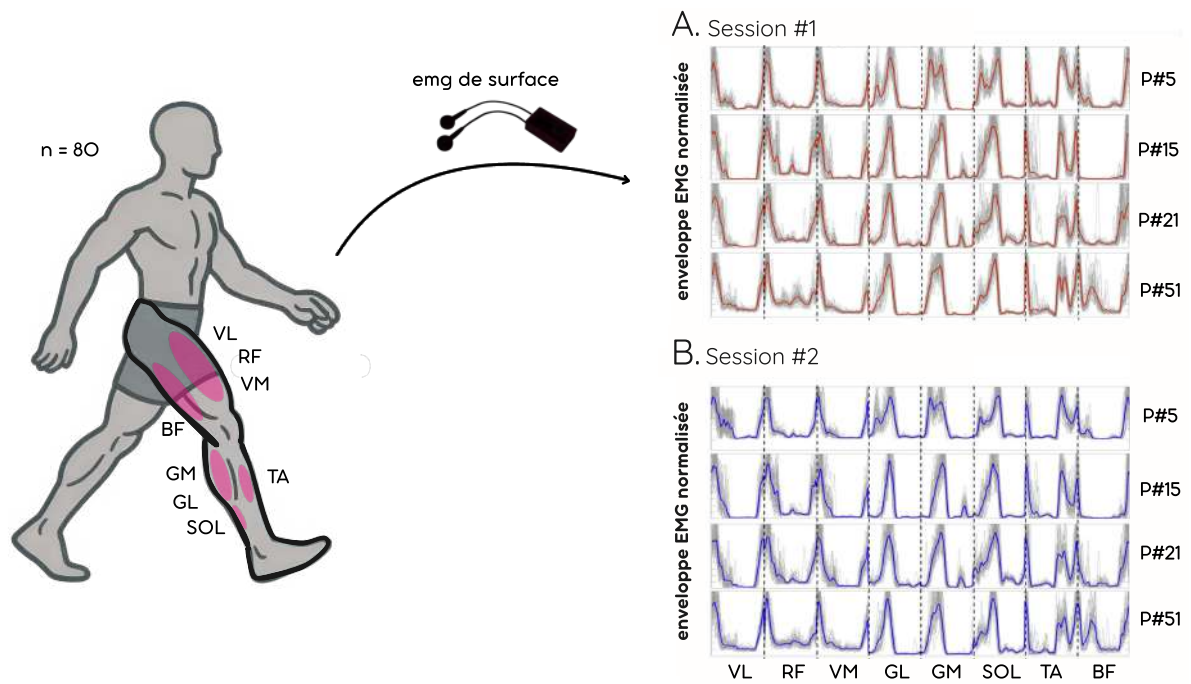 emg de surface
n = 80
VL
RF
VM
BF
GM
TA
GL
SOL
A. Session #1
enveloppe EMG normalisée
P#5
P#15
P#21
P#51
B. Session #2
enveloppe EMG normalisée
P#5
P#15
P#21
P#51
VL RF VM GL GM SOL TA BF